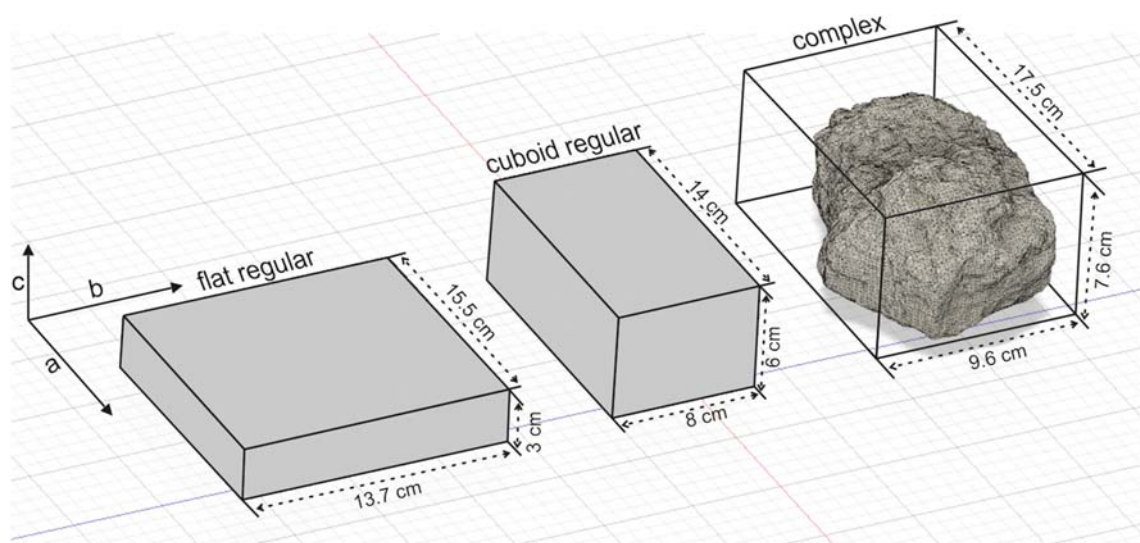 complex
17.5 cm
7.6 cm
9.6 cm
cuboid regular
14 cm
6 cm
8 cm
c
b
a
flat regular
15.5 cm
3 cm
13.7 cm